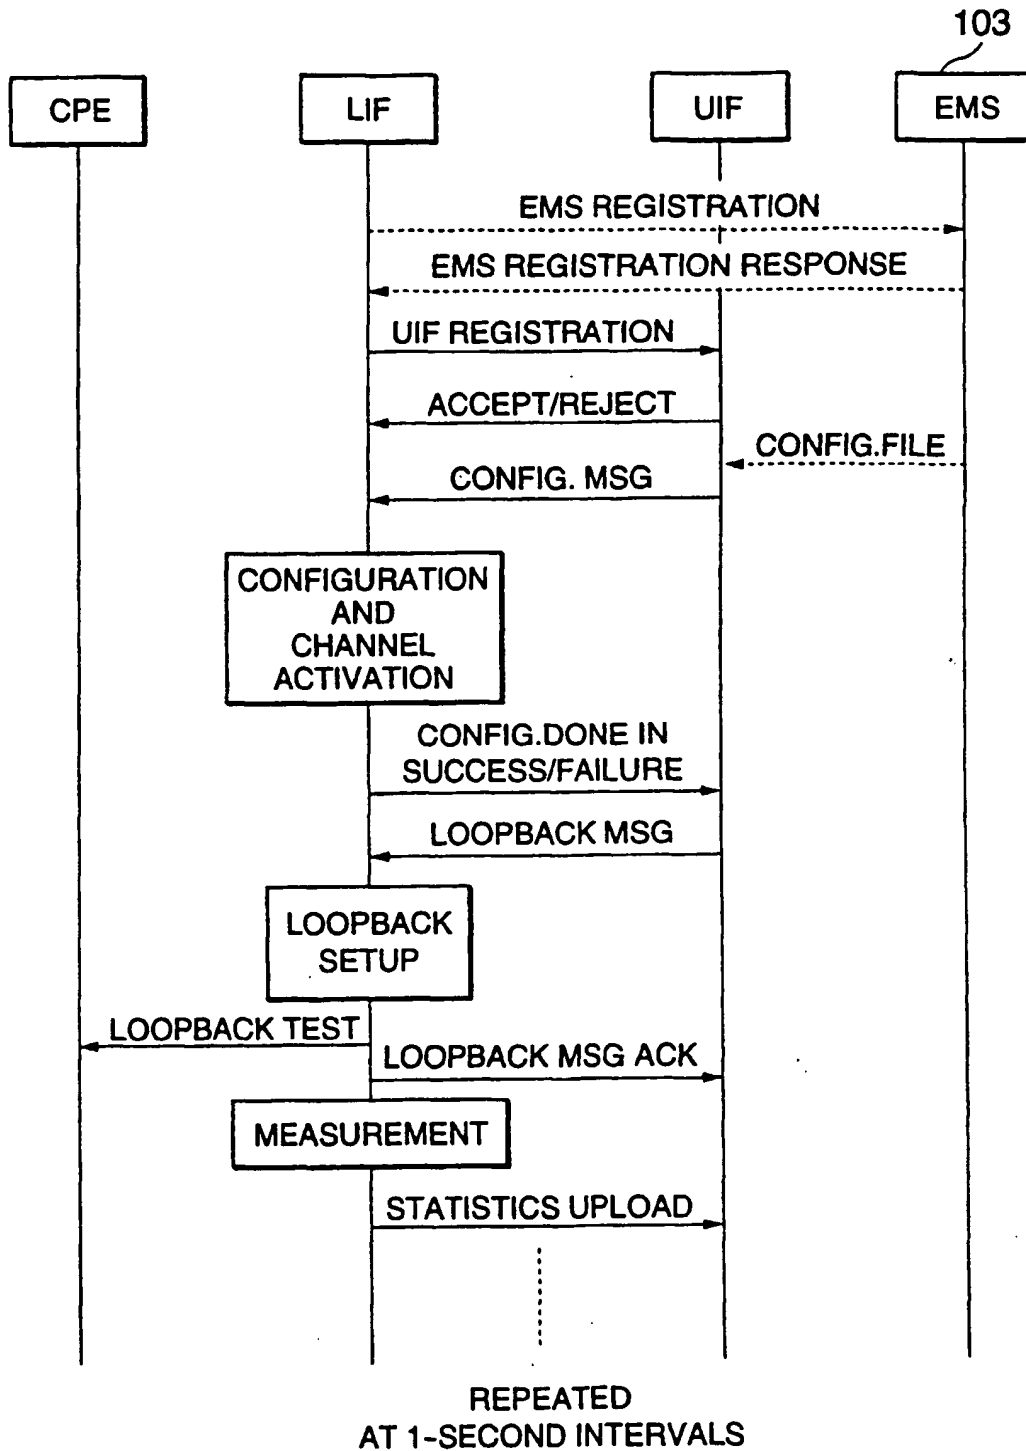 103
CPE
LIF
UIF
EMS
EMS REGISTRATION
EMS REGISTRATION RESPONSE
UIF REGISTRATION
ACCEPT/REJECT
CONFIG.FILE
CONFIG. MSG
CONFIGURATION
AND
CHANNEL
ACTIVATION
CONFIG.DONE IN
SUCCESS/FAILURE
LOOPBACK MSG
LOOPBACK
SETUP
LOOPBACK TEST
LOOPBACK MSG ACK
MEASUREMENT
STATISTICS UPLOAD
REPEATED
AT 1-SECOND INTERVALS